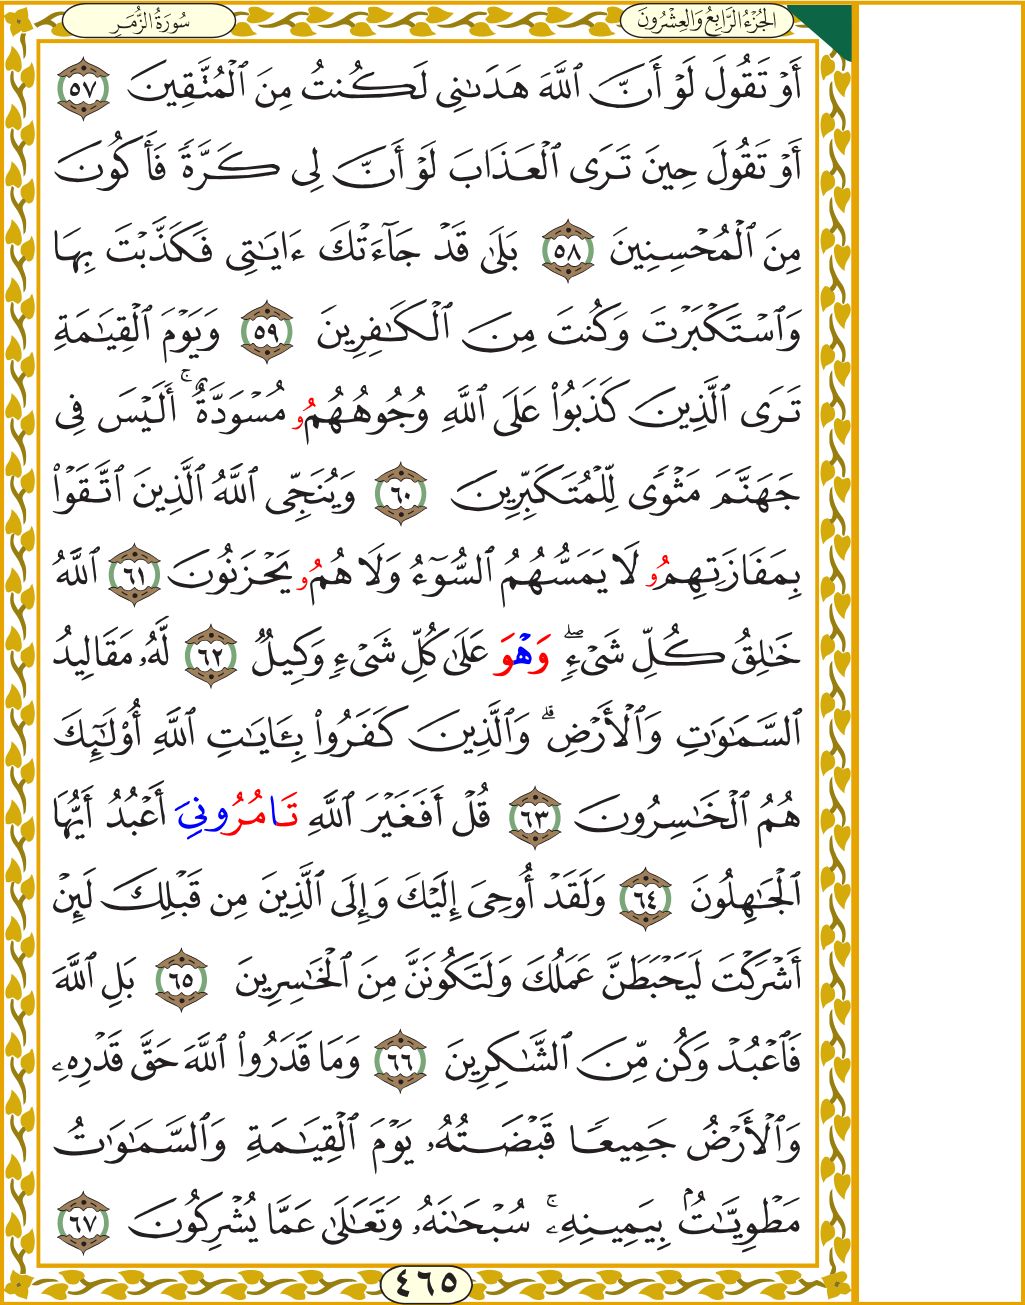 الجُزْءُ الرَّابِعُ وَالعِشْرُونَ
سُورَةُ الزُّمَرِ
أَوْ تَقُولَ لَوْ أَنَّ ٱللَّهَ هَدَىٰنِى لَكُنتُ مِنَ ٱلْمُتَّقِينَ ٥٧
أَوْ تَقُولَ حِينَ تَرَى ٱلْعَذَابَ لَوْ أَنَّ لِى كَرَّةً فَأَكُونَ
مِنَ ٱلْمُحْسِنِينَ ٥٨ بَلَىٰ قَدْ جَآءَتْكَ ءَايَٰتِى فَكَذَّبْتَ بِهَا
وَٱسْتَكْبَرْتَ وَكُنتَ مِنَ ٱلْكَٰفِرِينَ ٥٩ وَيَوْمَ ٱلْقِيَٰمَةِ
تَرَى ٱلَّذِينَ كَذَبُوا۟ عَلَى ٱللَّهِ وُجُوهُهُمُۥ مُسْوَدَّةٌ ۚ أَلَيْسَ فِى
جَهَنَّمَ مَثْوًى لِّلْمُتَكَبِّرِينَ ٦٠ وَيُنَجِّى ٱللَّهُ ٱلَّذِينَ ٱتَّقَوْا۟
بِمَفَازَتِهِمُۥ لَا يَمَسُّهُمُ ٱلسُّوٓءُ وَلَا هُمُۥ يَحْزَنُونَ ٦١ ٱللَّهُ
خَٰلِقُ كُلِّ شَىْءٍ ۖ وَهْوَ عَلَىٰ كُلِّ شَىْءٍ وَكِيلٌ ٦٢ لَّهُۥ مَقَالِيدُ
ٱلسَّمَٰوَٰتِ وَٱلْأَرْضِ ۗ وَٱلَّذِينَ كَفَرُوا۟ بِـَٔايَٰتِ ٱللَّهِ أُو۟لَٰٓئِكَ
هُمُ ٱلْخَٰسِرُونَ ٦٣ قُلْ أَفَغَيْرَ ٱللَّهِ تَامُرُونِيَ أَعْبُدُ أَيُّهَا
ٱلْجَٰهِلُونَ ٦٤ وَلَقَدْ أُوحِىَ إِلَيْكَ وَإِلَى ٱلَّذِينَ مِن قَبْلِكَ لَئِنْ
أَشْرَكْتَ لَيَحْبَطَنَّ عَمَلُكَ وَلَتَكُونَنَّ مِنَ ٱلْخَٰسِرِينَ ٦٥ بَلِ ٱللَّهَ
فَٱعْبُدْ وَكُن مِّنَ ٱلشَّٰكِرِينَ ٦٦ وَمَا قَدَرُوا۟ ٱللَّهَ حَقَّ قَدْرِهِۦ
وَٱلْأَرْضُ جَمِيعًا قَبْضَتُهُۥ يَوْمَ ٱلْقِيَٰمَةِ وَٱلسَّمَٰوَٰتُ
مَطْوِيَّٰتٌۢ بِيَمِينِهِۦ ۚ سُبْحَٰنَهُۥ وَتَعَٰلَىٰ عَمَّا يُشْرِكُونَ ٦٧
٤٦٥